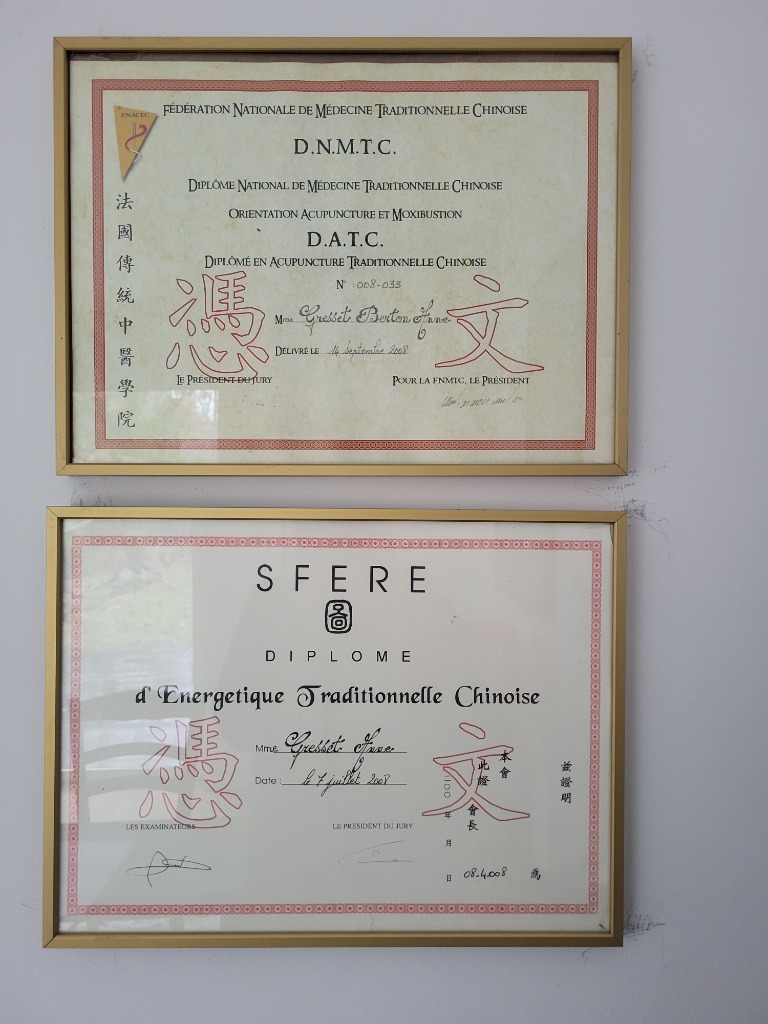 F.N.M.T.C.
FÉDÉRATION NATIONALE DE MÉDECINE TRADITIONNELLE CHINOISE
D.N.M.T.C.
DIPLÔME NATIONAL DE MÉDECINE TRADITIONNELLE CHINOISE
ORIENTATION ACUPUNCTURE ET MOXIBUSTION
D.A.T.C.
DIPLÔMÉ EN ACUPUNCTURE TRADITIONNELLE CHINOISE
N° : 008-033
Mme Gresset Berton Anne
DÉLIVRÉ LE 14 Septembre 2008
LE PRÉSIDENT DU JURY
POUR LA FNMTC, LE PRÉSIDENT
法國傳統中醫學院
憑文
SFERE
DIPLOME
d'Energetique Traditionnelle Chinoise
Mme Gresset Anne
Date : le 7 juillet 2008
憑文
LES EXAMINATEURS
LE PRESIDENT DU JURY
茲證明
本會
此證
會長
年
月
日
08-4008